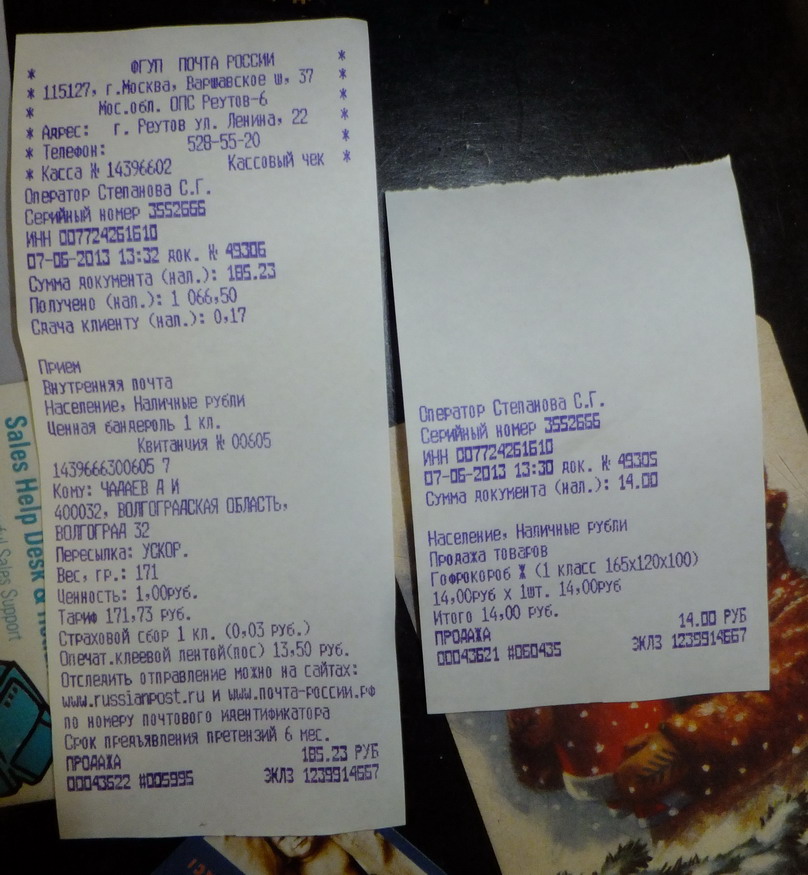 * ФГУП ПОЧТА РОССИИ *
* 115127, г.Москва, Варшавское ш, 37 *
* Мос.обл. ОПС Реутов-6 *
* Адрес: г. Реутов ул. Ленина, 22 *
* Телефон: 528-55-20 *
* Касса № 14396602 Кассовый чек *
Оператор Степанова С.Г.
Серийный номер 3552666
ИНН 007724261610
07-06-2013 13:32 док. № 49306
Сумма документа (нал.): 185.23
Получено (нал.): 1 066,50
Сдача клиенту (нал.): 0,17
Прием
Внутренняя почта
Население, Наличные рубли
Ценная бандероль 1 кл.
Квитанция № 00605
1439666300605 7
Кому: ЧАДАЕВ Д И
400032, ВОЛГОГРАДСКАЯ ОБЛАСТЬ,
ВОЛГОГРАД 32
Пересылка: УСКОР.
Вес, гр.: 171
Ценность: 1,00руб.
Тариф 171,73 руб.
Страховой сбор 1 кл. (0,03 руб.)
Опечат.клеевой лентой(пос) 13,50 руб.
Отследить отправление можно на сайтах:
www.russianpost.ru и www.почта-россии.рф
по номеру почтового идентификатора
Срок предъявления претензий 6 мес.
ПРОДАЖА 185.23 РУБ
00043622 #005995 ЭКЛЗ 1239914667
Оператор Степанова С.Г.
Серийный номер 3552666
ИНН 007724261610
07-06-2013 13:30 док. № 49305
Сумма документа (нал.): 14.00
Население, Наличные рубли
Продажа товаров
Гофрокороб Ж (1 класс 165х120х100)
14,00руб х 1шт. 14,00руб
Итого 14,00 руб.
14.00 РУБ
ПРОДАЖА
00043621 #060435 ЭКЛЗ 1239914667
Sales Help Desk &
Sales Support